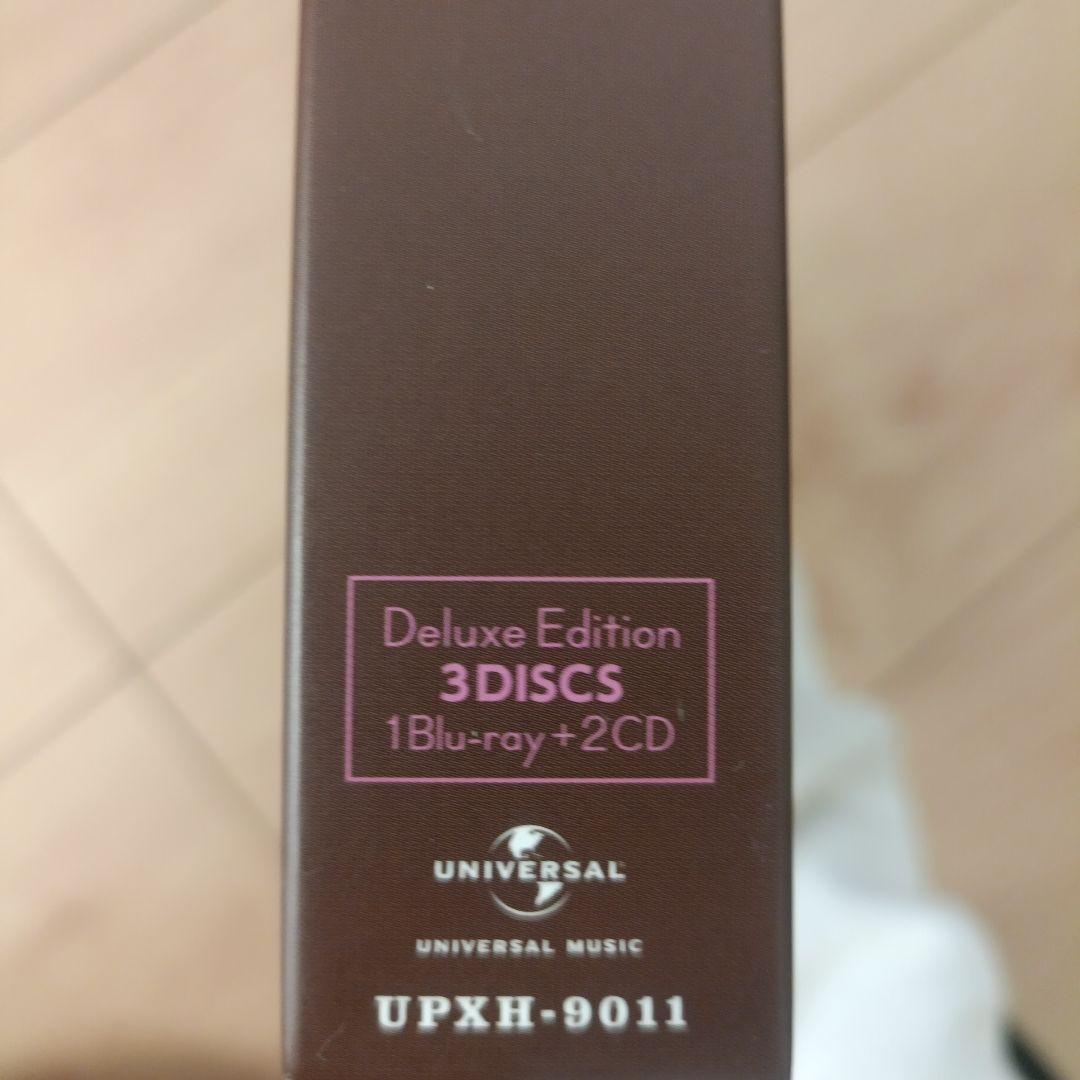 Deluxe Edition
3DISCS
1Blu-ray+2CD
UNIVERSAL
UNIVERSAL MUSIC
UPXH-9011